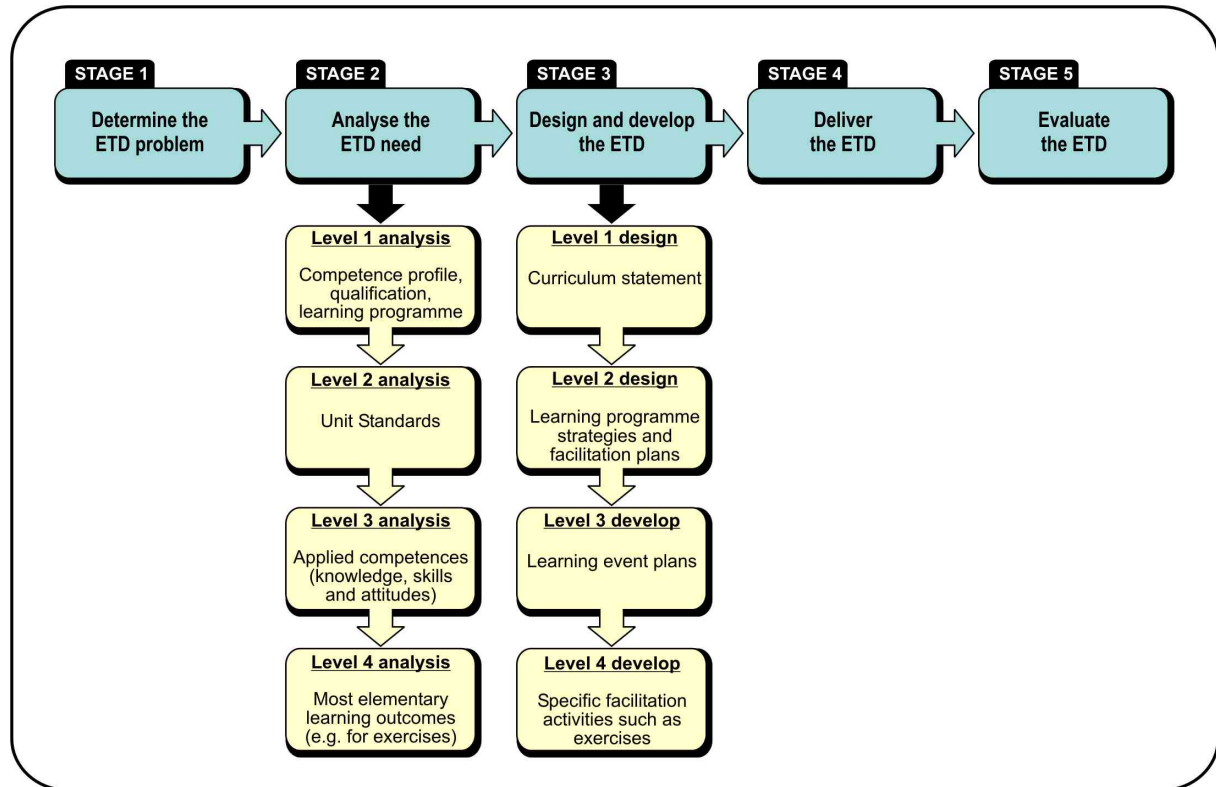 STAGE 1
Determine the
ETD problem
STAGE 2
Analyse the
ETD need
STAGE 3
Design and develop
the ETD
STAGE 4
Deliver
the ETD
STAGE 5
Evaluate
the ETD
Level 1 analysis
Competence profile,
qualification,
learning programme
Level 2 analysis
Unit Standards
Level 3 analysis
Applied competences
(knowledge, skills
and attitudes)
Level 4 analysis
Most elementary
learning outcomes
(e.g. for exercises)
Level 1 design
Curriculum statement
Level 2 design
Learning programme
strategies and
facilitation plans
Level 3 develop
Learning event plans
Level 4 develop
Specific facilitation
activities such as
exercises